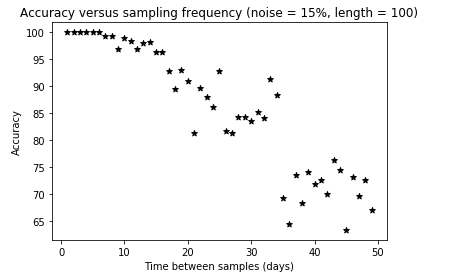 Accuracy versus sampling frequency (noise = 15%, length = 100)
100
95
90
85
80
75
70
65
Accuracy
0 10 20 30 40 50
Time between samples (days)